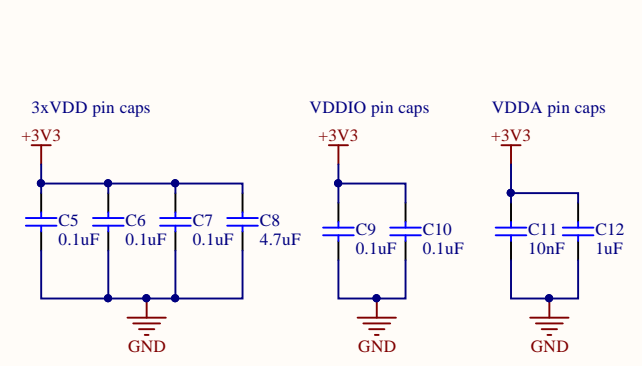 3xVDD pin caps
VDDIO pin caps
VDDA pin caps
+3V3
+3V3
+3V3
C5
0.1uF
C6
0.1uF
C7
0.1uF
C8
4.7uF
C9
0.1uF
C10
0.1uF
C11
10nF
C12
1uF
GND
GND
GND